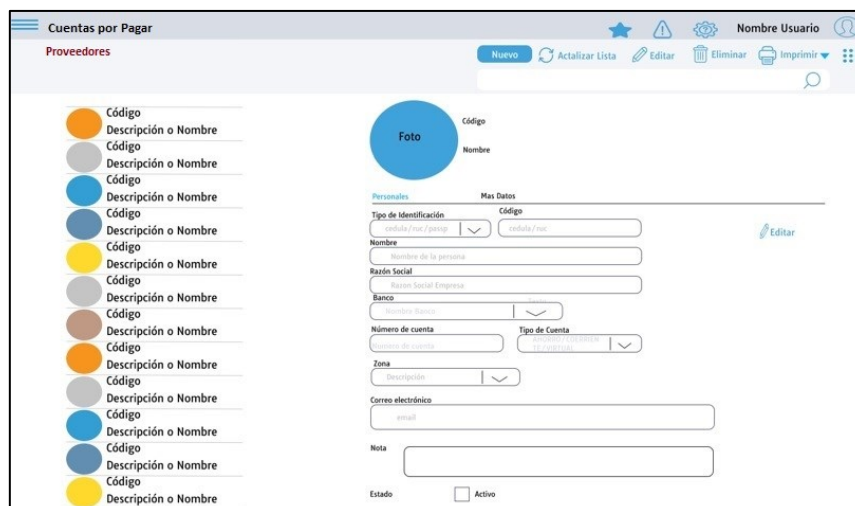 Cuentas por Pagar
Nombre Usuario
Proveedores
Nuevo
Actalizar Lista
Editar
Eliminar
Imprimir
Código
Descripción o Nombre
Código
Descripción o Nombre
Código
Descripción o Nombre
Código
Descripción o Nombre
Código
Descripción o Nombre
Código
Descripción o Nombre
Código
Descripción o Nombre
Código
Descripción o Nombre
Código
Descripción o Nombre
Código
Descripción o Nombre
Código
Descripción o Nombre
Código
Descripción o Nombre
Foto
Código
Nombre
Personales
Mas Datos
Tipo de Identificación
Código
cedula/ruc/pasap
cedula/ruc
Editar
Nombre
Nombre de la persona
Razón Social
Razon Social Empresa
Banco
Nombre Banco
Número de cuenta
Tipo de Cuenta
numero de cuenta
AHORRO/CORRIEN
TE/VIRTUAL
Zona
Descripción
Correo electrónico
email
Nota
Estado
Activo